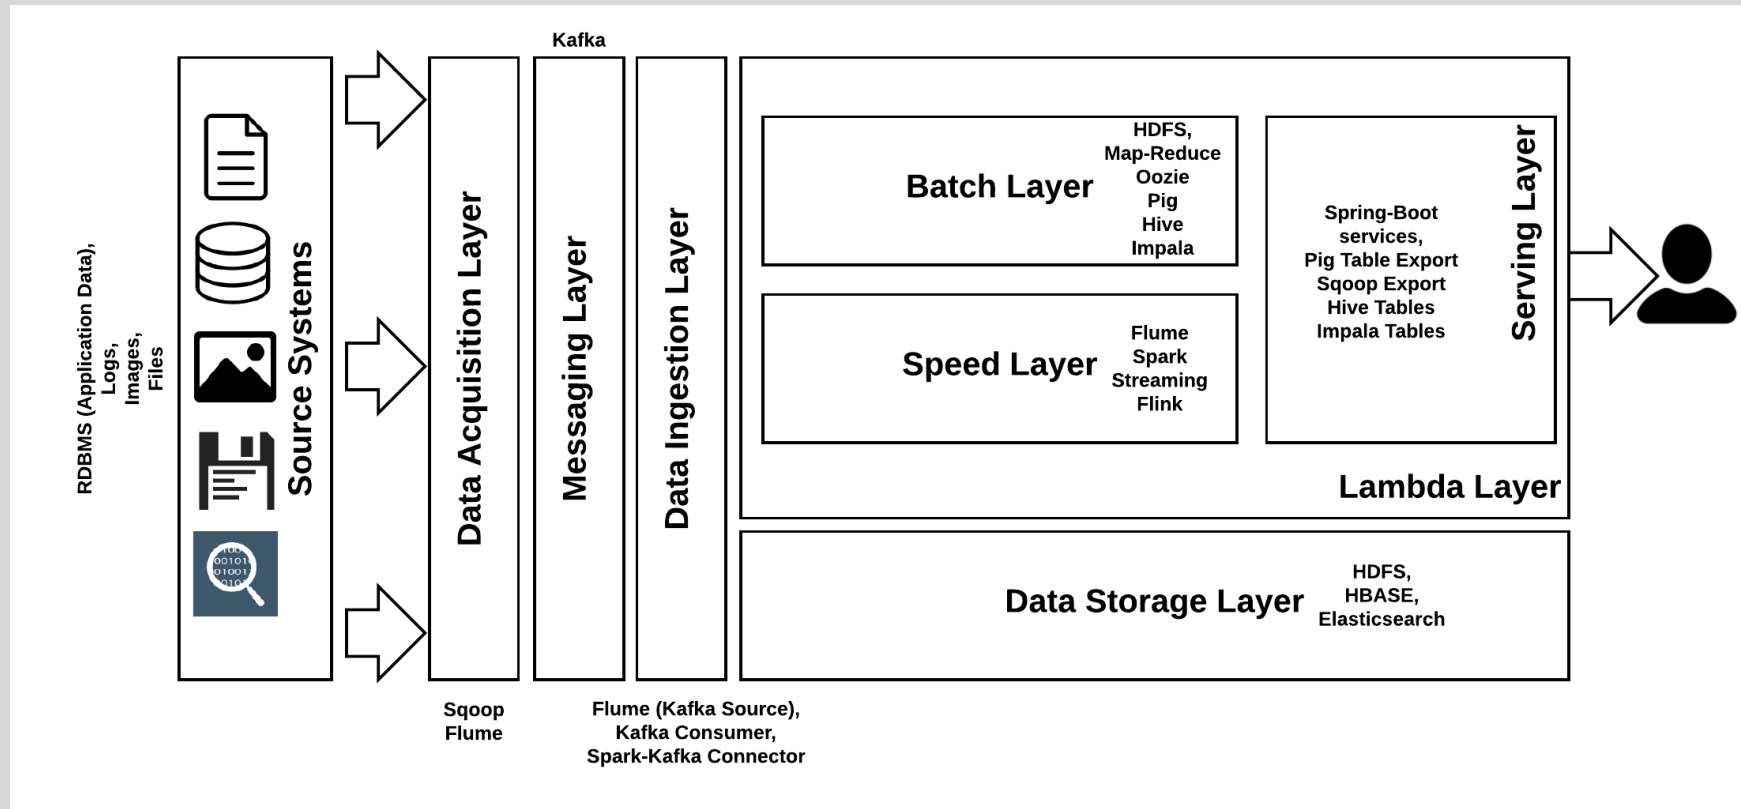 Kafka
RDBMS (Application Data),
Logs,
Images,
Files
Source Systems
Data Acquisition Layer
Messaging Layer
Data Ingestion Layer
Batch Layer
HDFS,
Map-Reduce
Oozie
Pig
Hive
Impala
Speed Layer
Flume
Spark
Streaming
Flink
Spring-Boot
services,
Pig Table Export
Sqoop Export
Hive Tables
Impala Tables
Serving Layer
Lambda Layer
Data Storage Layer
HDFS,
HBASE,
Elasticsearch
Sqoop
Flume
Flume (Kafka Source),
Kafka Consumer,
Spark-Kafka Connector